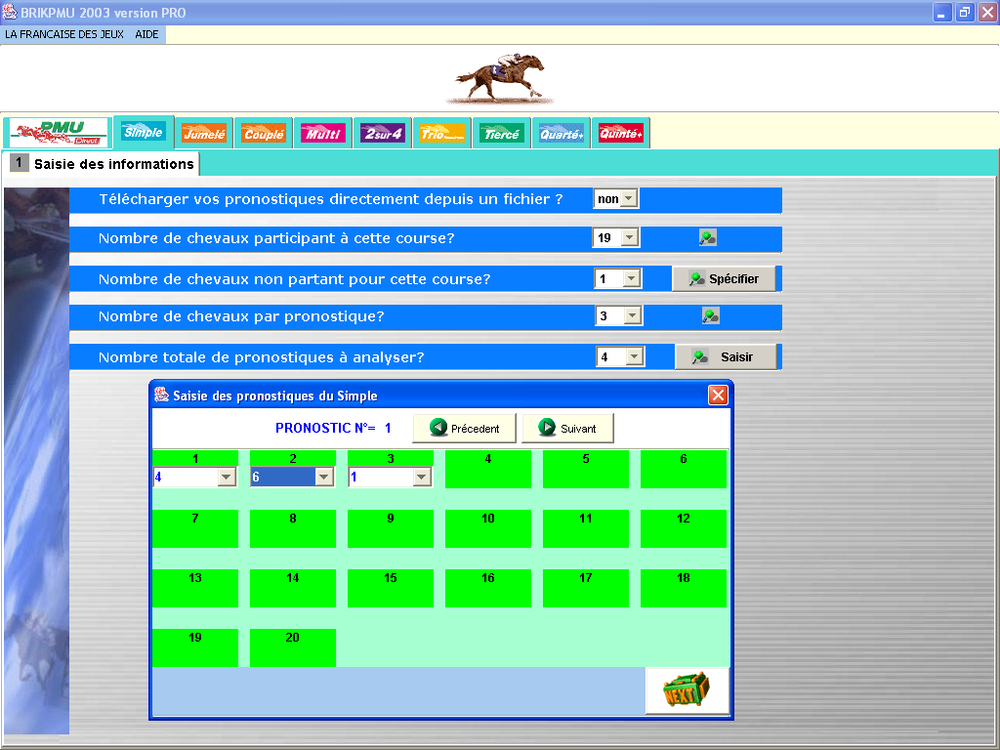 BRIKPMU 2003 version PRO
LA FRANCAISE DES JEUX AIDE
PMU Direct Simple Jumelé Couplé Multi 2sur4 Trio Tiercé Quarté+ Quinté+
1 Saisie des informations
Télécharger vos pronostiques directement depuis un fichier ? non
Nombre de chevaux participant à cette course? 19
Nombre de chevaux non partant pour cette course? 1 Spécifier
Nombre de chevaux par pronostique? 3
Nombre totale de pronostiques à analyser? 4 Saisir
Saisie des pronostiques du Simple
PRONOSTIC N°= 1 Précedent Suivant
1 2 3 4 5 6
4 6 1
7 8 9 10 11 12
13 14 15 16 17 18
19 20
NEXT